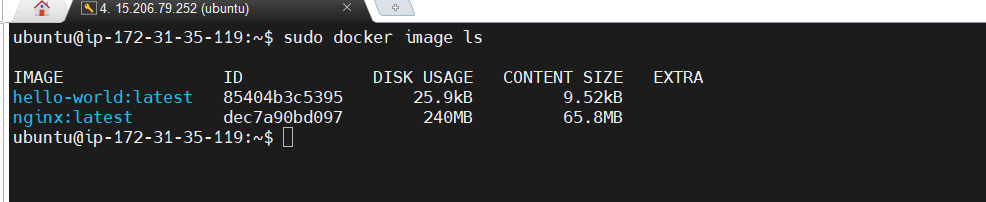 4. 15.206.79.252 (ubuntu)
ubuntu@ip-172-31-35-119:~$ sudo docker image ls
IMAGE ID DISK USAGE CONTENT SIZE EXTRA
hello-world:latest 85404b3c5395 25.9kB 9.52kB
nginx:latest dec7a90bd097 240MB 65.8MB
ubuntu@ip-172-31-35-119:~$